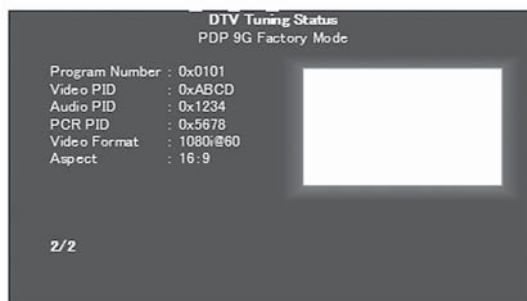 DTV Tuning Status
PDP 9G Factory Mode
Program Number : 0x0101
Video PID : 0xABCD
Audio PID : 0x1234
PCR PID : 0x5678
Video Format : 1080i@60
Aspect : 16:9
2/2